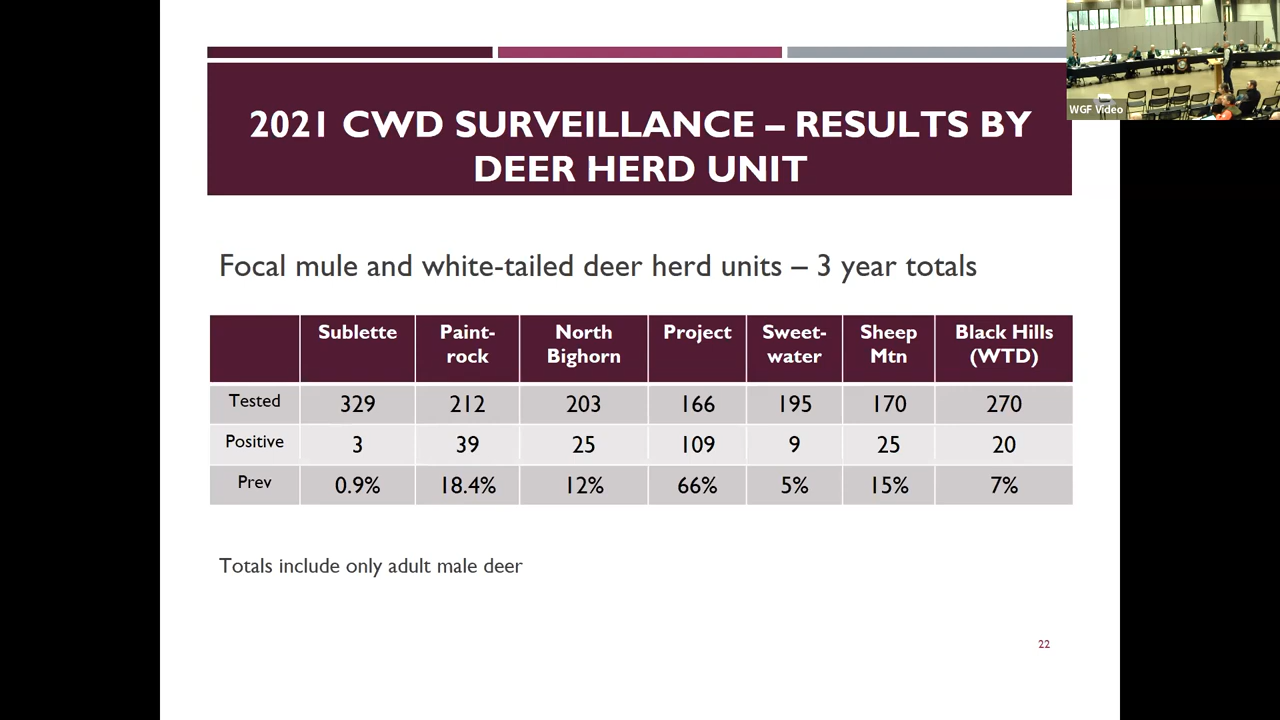 WGF Video
2021 CWD SURVEILLANCE – RESULTS BY
DEER HERD UNIT
Focal mule and white-tailed deer herd units – 3 year totals
Sublette Paint-rock North Bighorn Project Sweet-water Sheep Mtn Black Hills (WTD)
Tested 329 212 203 166 195 170 270
Positive 3 39 25 109 9 25 20
Prev 0.9% 18.4% 12% 66% 5% 15% 7%
Totals include only adult male deer
22